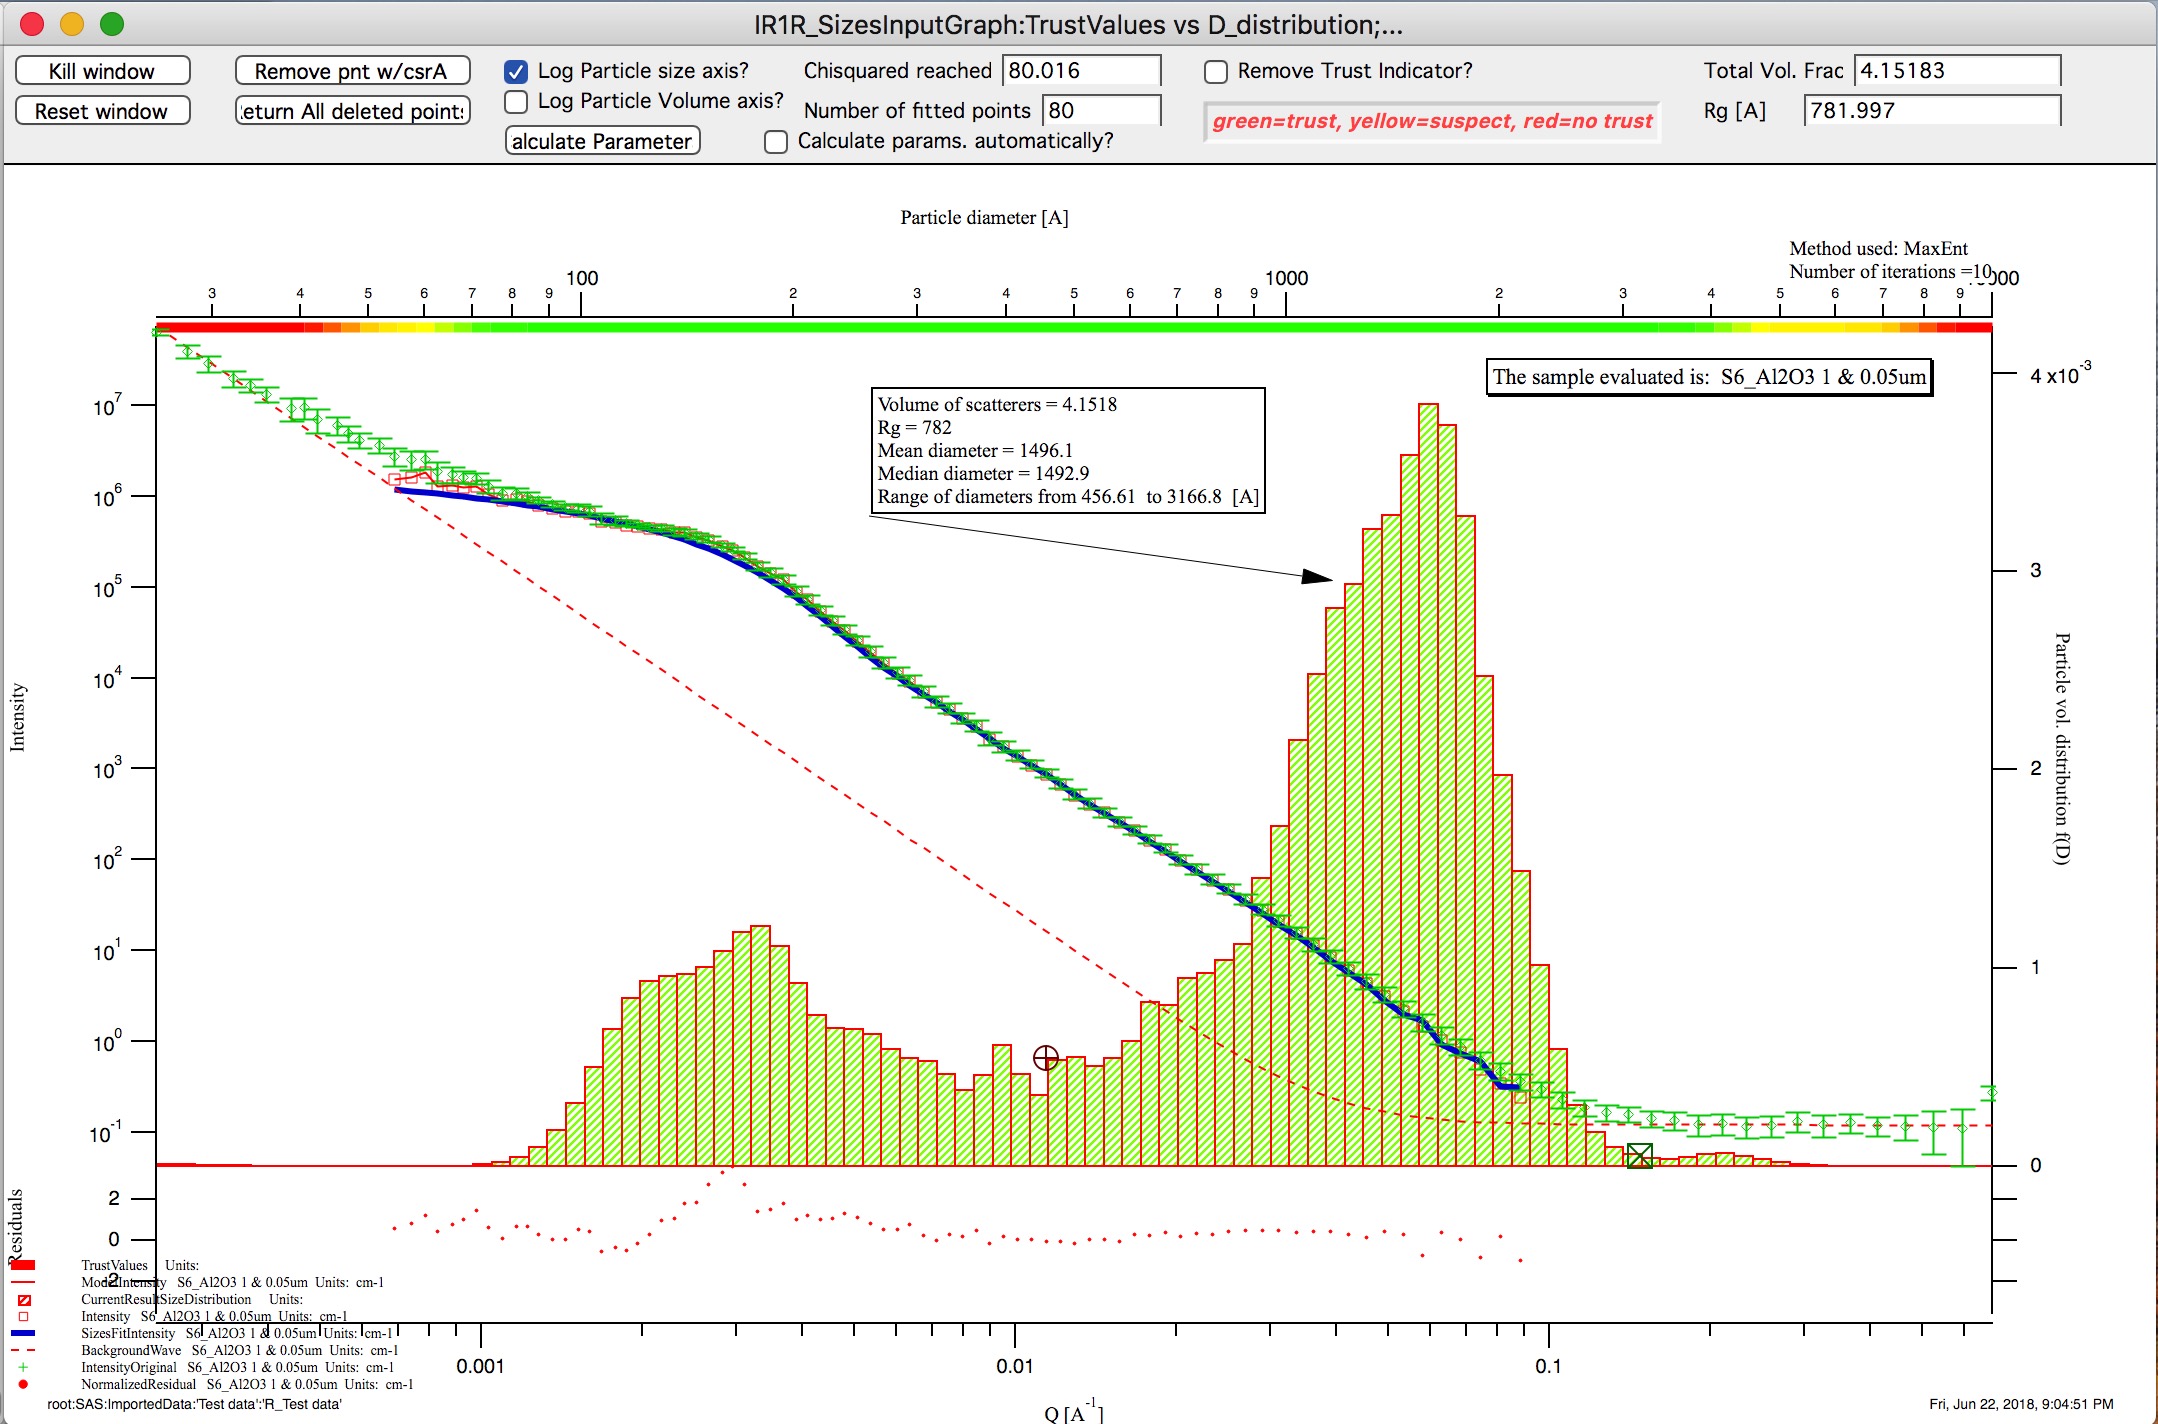 IR1R_SizesInputGraph:TrustValues vs D_distribution;...
Kill window
Remove pnt w/csrA
Log Particle size axis?
Chisquared reached 80.016
Remove Trust Indicator?
Total Vol. Frac 4.15183
Reset window
eturn All deleted points
Log Particle Volume axis?
Number of fitted points 80
green=trust, yellow=suspect, red=no trust
Rg [A] 781.997
alculate Parameter
Calculate params. automatically?
Particle diameter [A]
Method used: MaxEnt
Number of iterations =10
100 1000 000
3 4 5 6 7 8 9 2 3 4 5 6 7 8 9 2 3 4 5 6 7 8 9
The sample evaluated is: S6_Al2O3 1 & 0.05um
Volume of scatterers = 4.1518
Rg = 782
Mean diameter = 1496.1
Median diameter = 1492.9
Range of diameters from 456.61 to 3166.8 [A]
Intensity
10^7
10^6
10^5
10^4
10^3
10^2
10^1
10^0
10^-1
4 x10^-3
3
2
1
0
Particle vol. distribution f(D)
Residuals
2
0
-2
TrustValues Units:
ModelIntensity S6_Al2O3 1 & 0.05um Units: cm-1
CurrentResultSizeDistribution Units:
Intensity S6_Al2O3 1 & 0.05um Units: cm-1
SizesFitIntensity S6_Al2O3 1 & 0.05um Units: cm-1
BackgroundWave S6_Al2O3 1 & 0.05um Units: cm-1
IntensityOriginal S6_Al2O3 1 & 0.05um Units: cm-1
NormalizedResidual S6_Al2O3 1 & 0.05um Units: cm-1
0.001 0.01 0.1
Q [A^-1]
root:SAS:ImportedData:'Test data':'R_Test data'
Fri, Jun 22, 2018, 9:04:51 PM